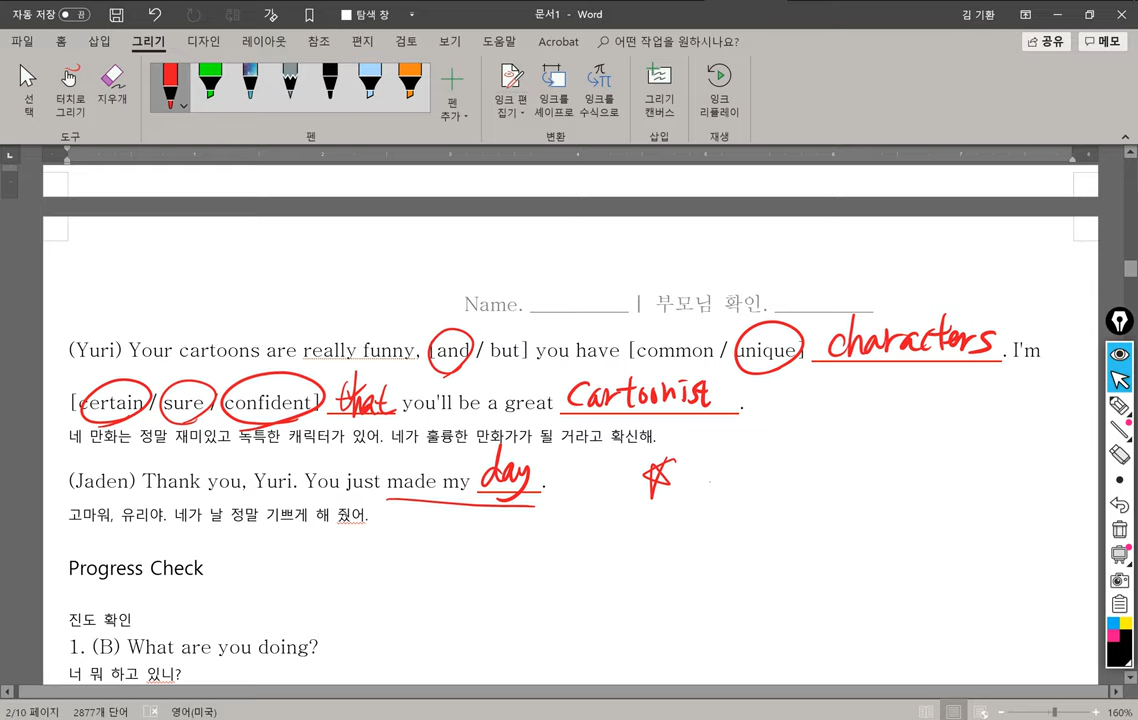 자동 저장 끔 탐색 창 문서1 - Word 김 기환
파일 홈 삽입 그리기 디자인 레이아웃 참조 편지 검토 보기 도움말 Acrobat 어떤 작업을 원하시나요? 공유 메모
선택 터치로 그리기 지우개 펜 추가 잉크 편집기 잉크를 셰이프로 잉크를 수식으로 그리기 캔버스 잉크 리플레이
도구 펜 변환 삽입 재생
Name. __________ | 부모님 확인. __________
(Yuri) Your cartoons are really funny, [and / but] you have [common / unique] characters. I'm
[certain / sure / confident] that you'll be a great cartoonist.
네 만화는 정말 재미있고 독특한 캐릭터가 있어. 네가 훌륭한 만화가가 될 거라고 확신해.
(Jaden) Thank you, Yuri. You just made my day.
고마워, 유리야. 네가 날 정말 기쁘게 해 줬어.
Progress Check
진도 확인
1. (B) What are you doing?
너 뭐 하고 있니?
2/10 페이지 2877개 단어 영어(미국) 160%